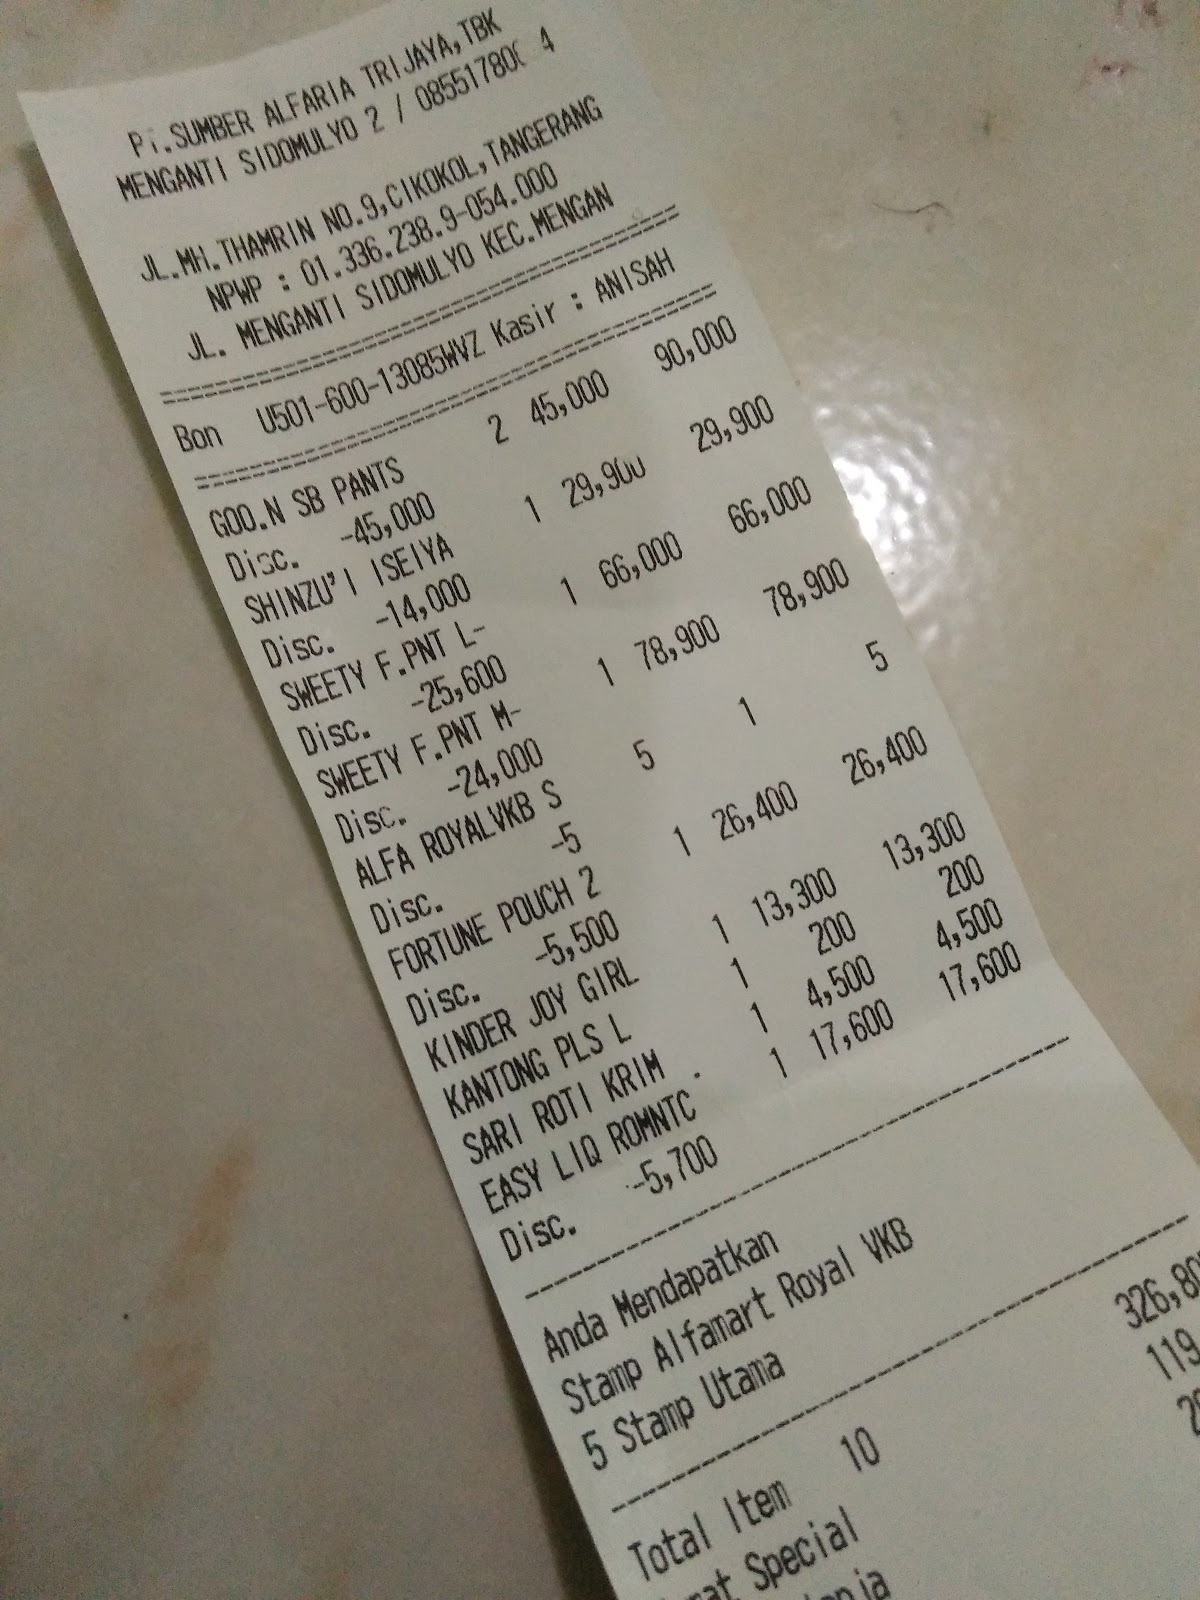 PT.SUMBER ALFARIA TRIJAYA,TBK
MENGANTI SIDOMULYO 2 /
JL.MH.THAMRIN NO.9,CIKOKOL,TANGERANG
NPWP : 01.336.238.9-054.000
JL. MENGANTI SIDOMULYO KEC.MENGAN
Bon U501-600-13085WVZ Kasir : ANISAH
GOO.N SB PANTS 2 45,000 90,000
Disc. -45,000
SHINZU'I ISEIYA 1 29,900 29,900
Disc. -14,000
SWEETY F.PNT L- 1 66,000 66,000
Disc. -25,600
SWEETY F.PNT M- 1 78,900 78,900
Disc. -24,000
ALFA ROYALVKB S 5 1 5
Disc. -5
FORTUNE POUCH 2 1 26,400 26,400
Disc. -5,500
KINDER JOY GIRL 1 13,300 13,300
KANTONG PLS L 1 200 200
SARI ROTI KRIM . 1 4,500 4,500
EASY LIQ ROMNTC 1 17,600 17,600
Disc. -5,700
Anda Mendapatkan
Stamp Alfamart Royal VKB
5 Stamp Utama
Total Item 10 326,80
Special 119